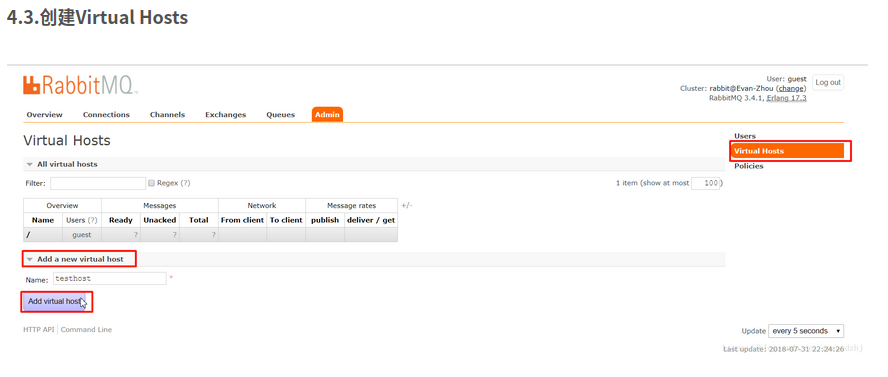 4.3.创建Virtual Hosts
RabbitMQ
User: guest
Log out
Cluster: rabbit@Evan-Zhou (change)
RabbitMQ 3.4.1, Erlang 17.3
Overview Connections Channels Exchanges Queues Admin
Virtual Hosts
Users
Virtual Hosts
Policies
All virtual hosts
Filter: Regex (?) 1 item (show at most 100)
Overview Messages Network Message rates +/-
Name Users (?) Ready Unacked Total From client To client publish deliver / get
/ guest ? ? ?
Add a new virtual host
Name: testhost *
Add virtual host
HTTP API Command Line
Update every 5 seconds
Last update: 2018-07-31 22:24:26